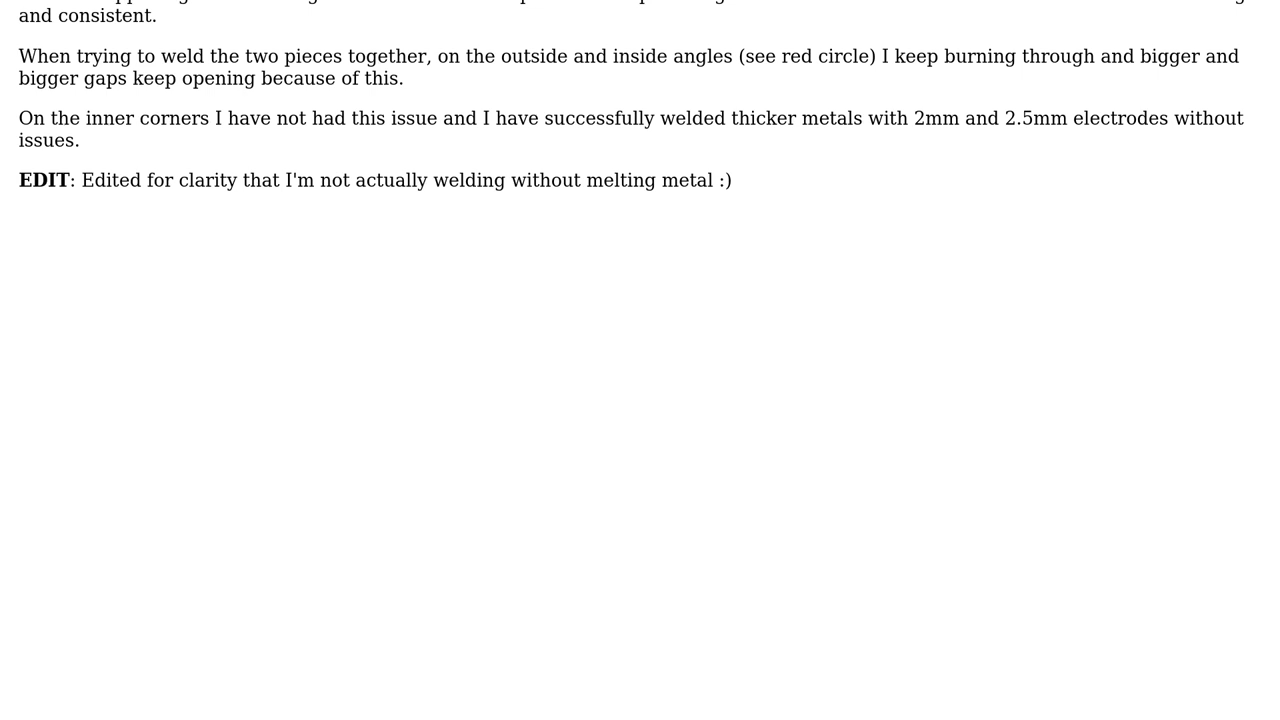 and consistent.
When trying to weld the two pieces together, on the outside and inside angles (see red circle) I keep burning through and bigger and
bigger gaps keep opening because of this.
On the inner corners I have not had this issue and I have successfully welded thicker metals with 2mm and 2.5mm electrodes without
issues.
EDIT: Edited for clarity that I'm not actually welding without melting metal :)